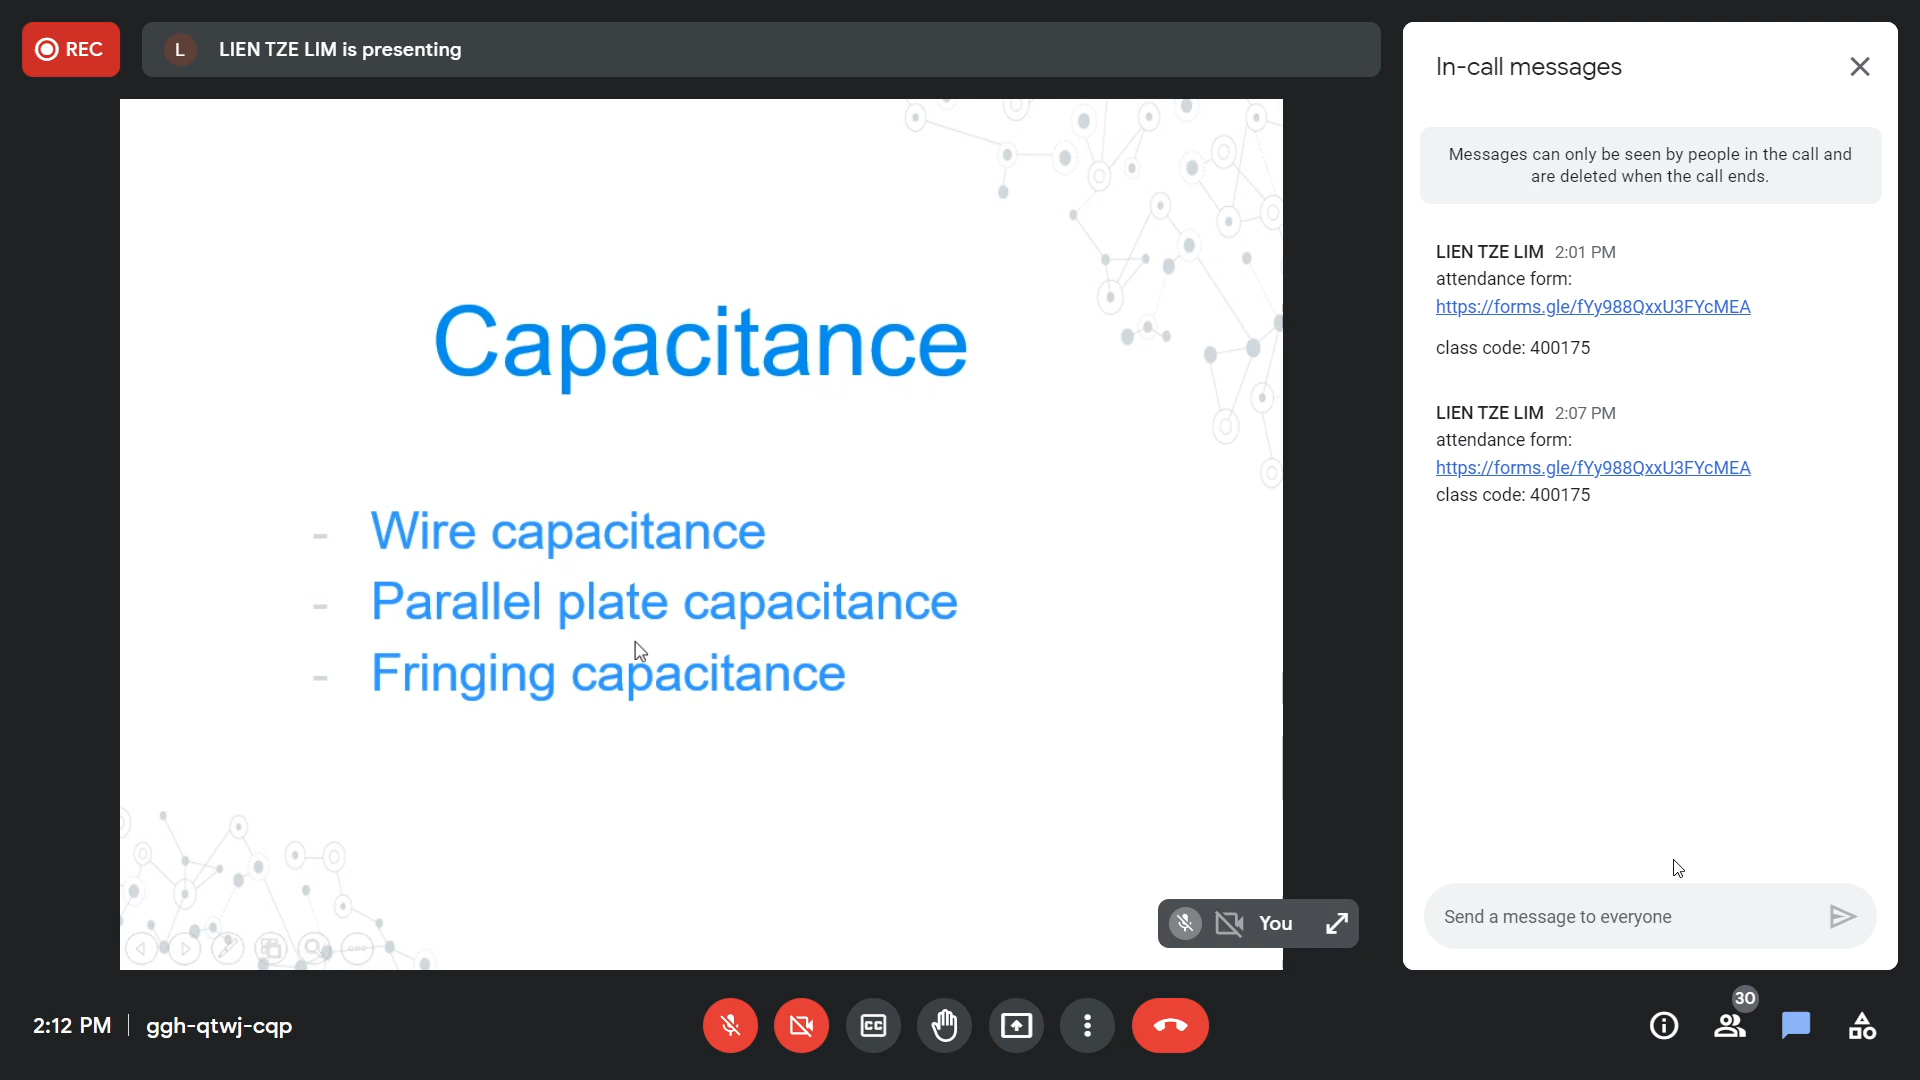 REC
L LIEN TZE LIM is presenting
Capacitance
- Wire capacitance
- Parallel plate capacitance
- Fringing capacitance
You
In-call messages
Messages can only be seen by people in the call and
are deleted when the call ends.
LIEN TZE LIM 2:01 PM
attendance form:
https://forms.gle/fYy988QxxU3FYcMEA
class code: 400175
LIEN TZE LIM 2:07 PM
attendance form:
https://forms.gle/fYy988QxxU3FYcMEA
class code: 400175
Send a message to everyone
2:12 PM | ggh-qtwj-cqp
CC
30